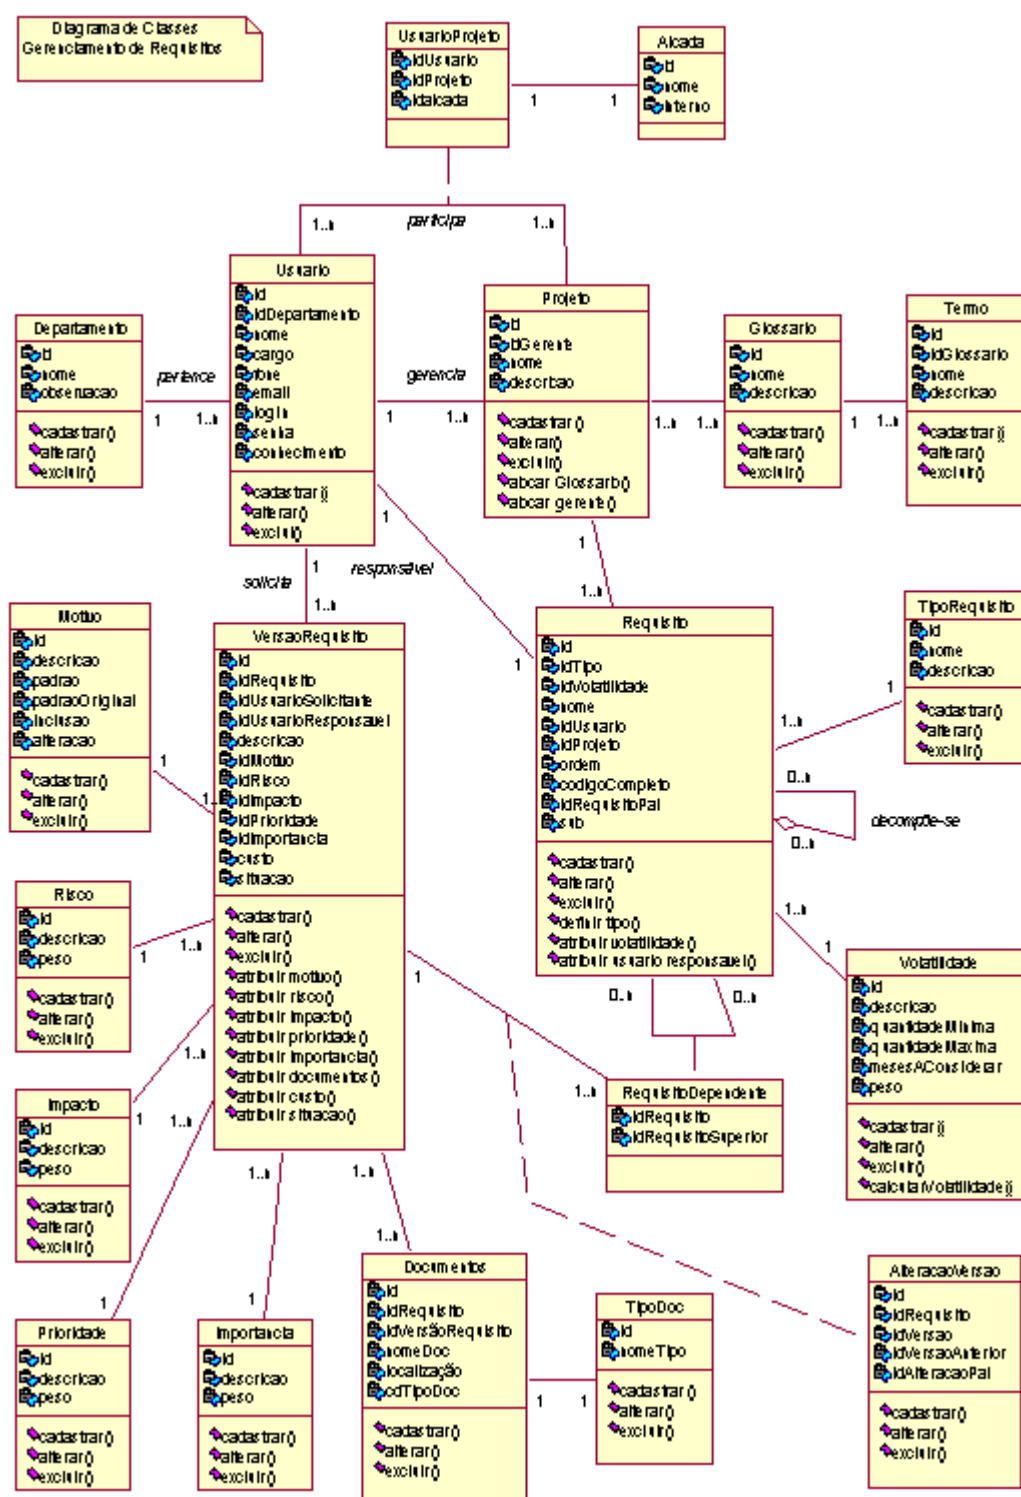 Diagrama de Classes
Gerenciamento de Requisitos
UsuarioProjeto
idUsuario
idProjeto
idalcada
1
1
Alcada
id
nome
Interno
1..n
participa
1..n
Usuario
id
idDepartamento
nome
cargo
fone
email
login
senha
conhecimento
cadastrar()
alterar()
exclui()
Departamento
id
nome
observacao
cadastrar()
alterar()
excluir()
pertence
1
1..n
gerencia
1
1..n
Projeto
id
idGerente
nome
descricao
cadastrar()
alterar()
excluir()
alocar Glossario()
alocar gerente()
1..n
1..n
Glossario
id
nome
descricao
cadastrar()
alterar()
excluir()
1
1..n
Termo
id
idGlossario
nome
descricao
cadastrar()
alterar()
excluir()
solicita
1
1..n
responsável
1
1
1
1..n
Motivo
id
descricao
padrao
padraoOriginal
inclusao
alteracao
cadastrar()
alterar()
excluir()
1
1..
VersaoRequisito
id
idRequisito
idUsuarioSolicitante
idUsuarioResponsavel
descricao
idMotivo
idRisco
idImpacto
idPrioridade
idImportancia
custo
situacao
cadastrar()
alterar()
excluir()
atribuir motivo()
atribuir risco()
atribuir impacto()
atribuir prioridade()
atribuir importancia()
atribuir documentos()
atribuir custo()
atribuir situacao()
Requisito
id
idTipo
idVolatilidade
nome
idUsuario
idProjeto
ordem
codigoCompleto
idRequisitoPai
sub
cadastrar()
alterar()
excluir()
definir tipo()
atribuir volatilidade()
atribuir usuario responsavel()
TipoRequisito
id
nome
descricao
cadastrar()
alterar()
excluir()
1
1..n
0..n
decompõe-se
0..n
1..n
1
Risco
id
descricao
peso
cadastrar()
alterar()
excluir()
1
1..n
Volatilidade
id
descricao
quantidadeMinima
quantidadeMaxima
mesesAConsiderar
peso
cadastrar()
alterar()
excluir()
calcularVolatilidade()
0..n
0..n
1
1..n
RequisitoDependente
idRequisito
idRequisitoSuperior
Impacto
id
descricao
peso
cadastrar()
alterar()
excluir()
1..n
1
1..n
1
1..n
1
1..n
1..n
Prioridade
id
descricao
peso
cadastrar()
alterar()
excluir()
Importancia
id
descricao
peso
cadastrar()
alterar()
excluir()
Documentos
id
idRequisito
idVersãoRequisito
nomeDoc
localização
cdTipoDoc
cadastrar()
alterar()
excluir()
1
1
TipoDoc
id
nomeTipo
cadastrar()
alterar()
excluir()
AlteracaoVersao
id
idRequisito
idVersao
idVersaoAnterior
idAlteracaoPai
cadastrar()
alterar()
excluir()